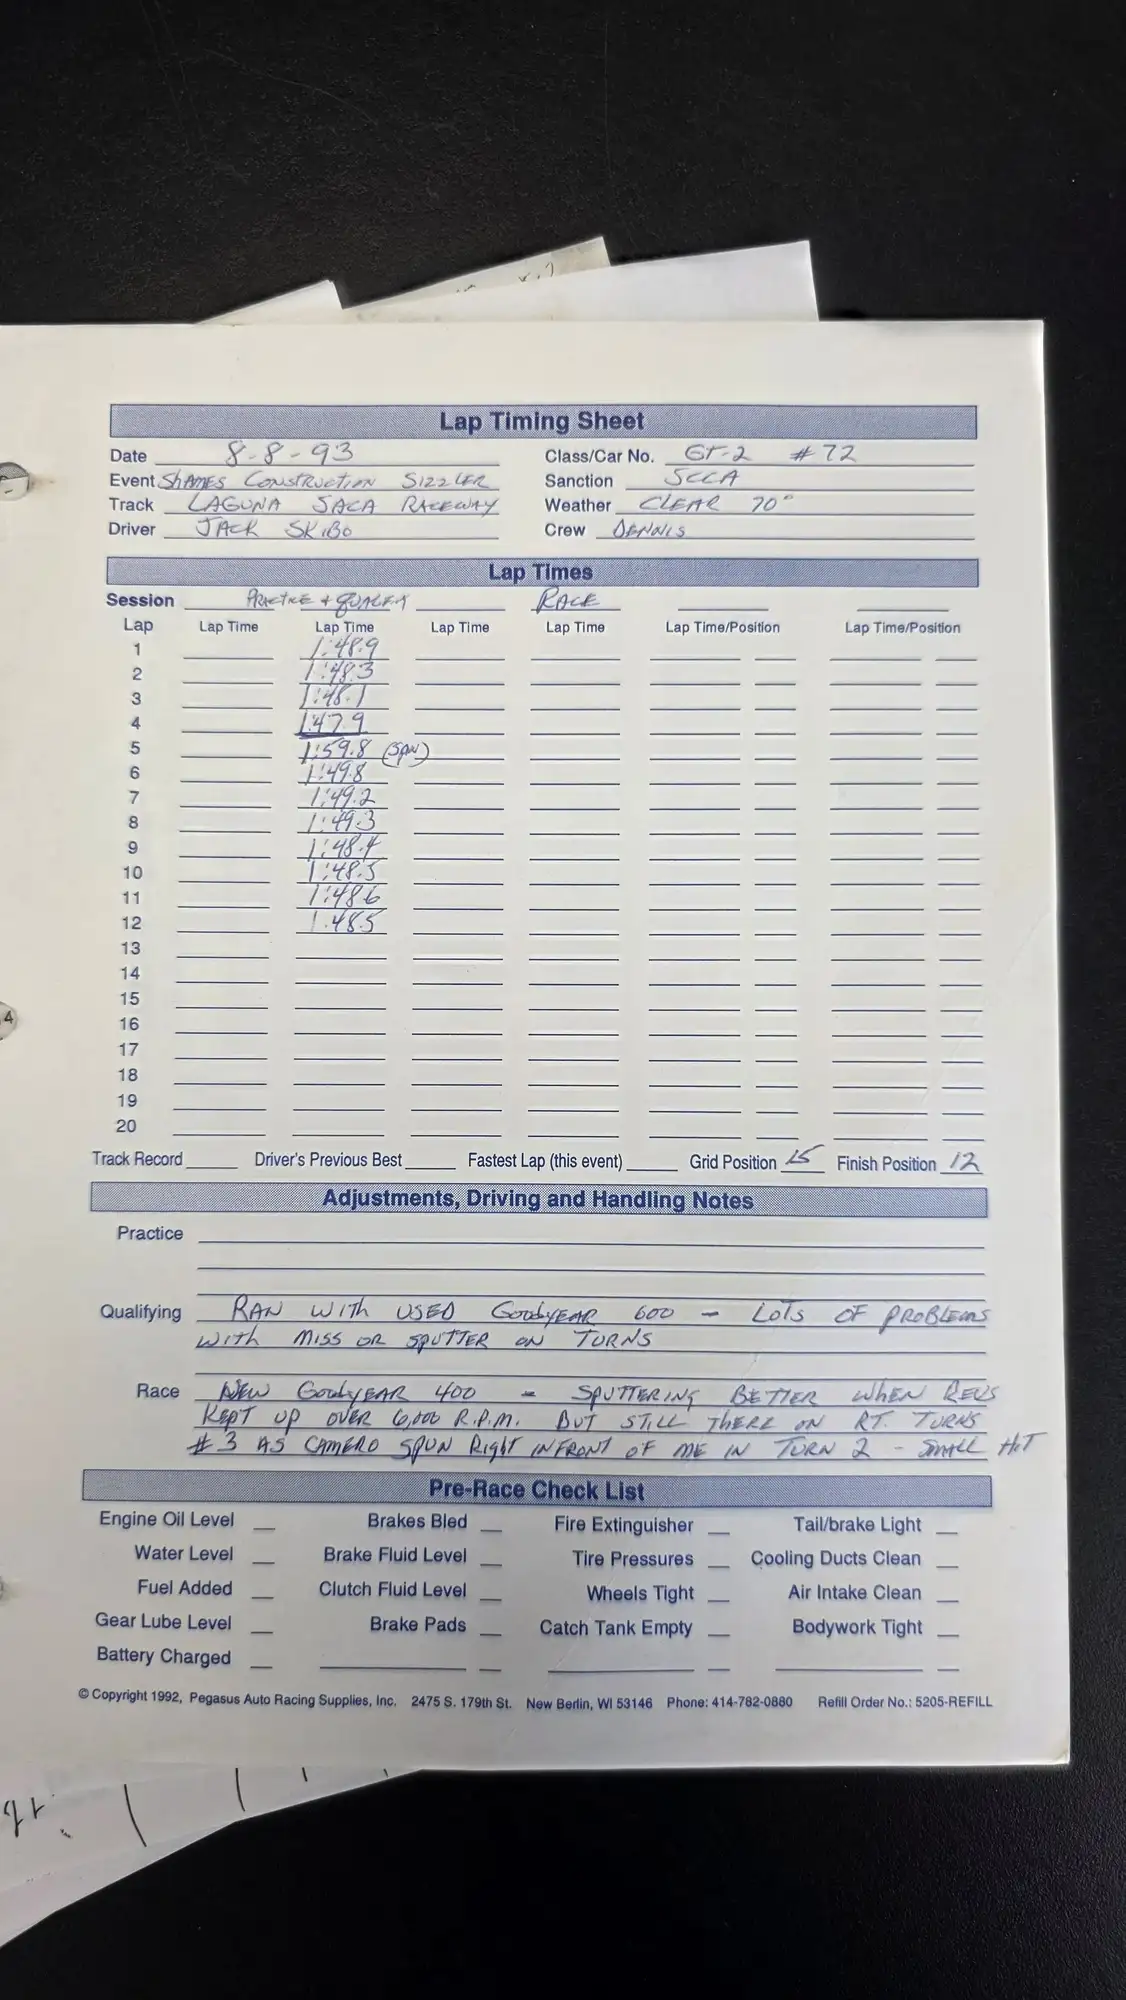 Lap Timing Sheet
Date 8-8-93 Class/Car No. GT-2 #72
Event SHAMES CONSTRUCTION SIZZLER Sanction SCCA
Track LAGUNA SACA RACEWAY Weather CLEAR 70°
Driver JACK SKIBO Crew DENNIS
Lap Times
Session PRACTICE + QUALIFY RACE
Lap Lap Time Lap Time Lap Time Lap Time Lap Time/Position Lap Time/Position
1 1:48.9
2 1:48.3
3 1:48.1
4 1:47.9
5 1:59.8 (SPIN)
6 1:49.8
7 1:49.2
8 1:49.3
9 1:48.4
10 1:48.5
11 1:48.6
12 1:48.5
13
14
15
16
17
18
19
20
Track Record Driver's Previous Best Fastest Lap (this event) Grid Position 15 Finish Position 12
Adjustments, Driving and Handling Notes
Practice
Qualifying RAN WITH USED GOODYEAR 600 - LOTS OF PROBLEMS
WITH MISS OR SPUTTER ON TURNS
Race NEW GOODYEAR 400 - SPUTTERING BETTER WHEN REVS
KEPT UP OVER 6,000 R.P.M. BUT STILL THERE ON RT. TURNS
#3 AS CAMERO SPUN RIGHT INFRONT OF ME IN TURN 2 - SMALL HIT
Pre-Race Check List
Engine Oil Level Brakes Bled Fire Extinguisher Tail/brake Light
Water Level Brake Fluid Level Tire Pressures Cooling Ducts Clean
Fuel Added Clutch Fluid Level Wheels Tight Air Intake Clean
Gear Lube Level Brake Pads Catch Tank Empty Bodywork Tight
Battery Charged
© Copyright 1992, Pegasus Auto Racing Supplies, Inc. 2475 S. 179th St. New Berlin, WI 53146 Phone: 414-782-0880 Refill Order No.: 5205-REFILL